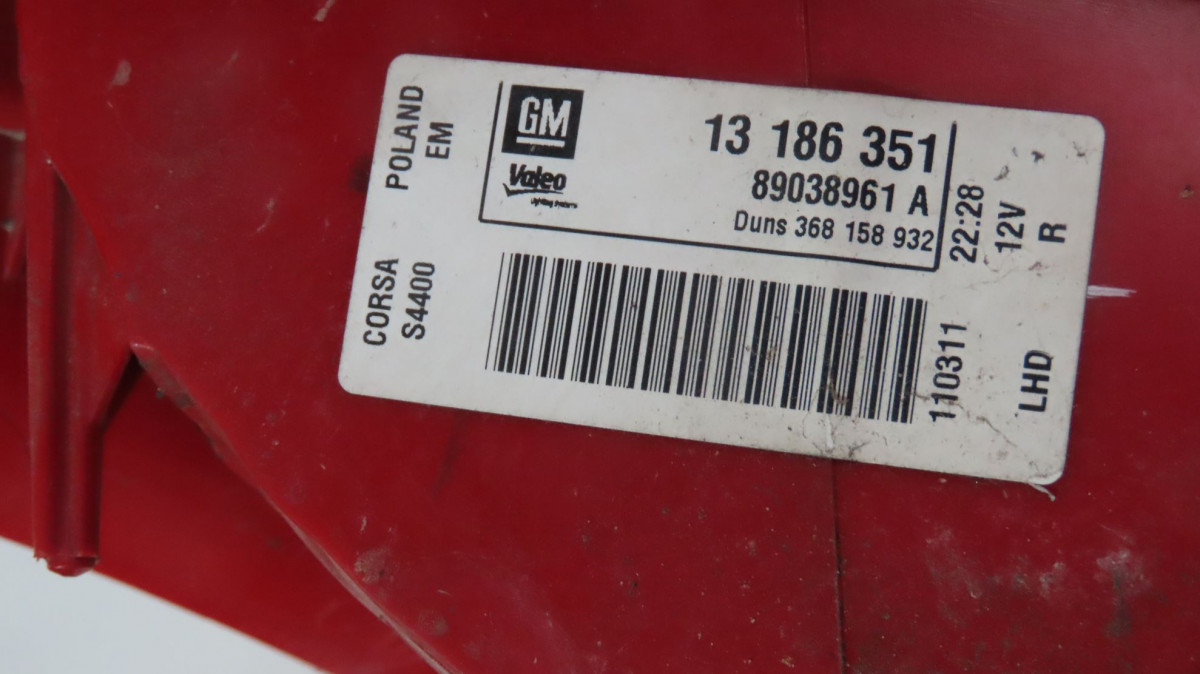 POLAND
EM
CORSA
S4400
GM
Valeo
13 186 351
89038961 A
Duns 368 158 932
22:28
12V
R
110311
LHD